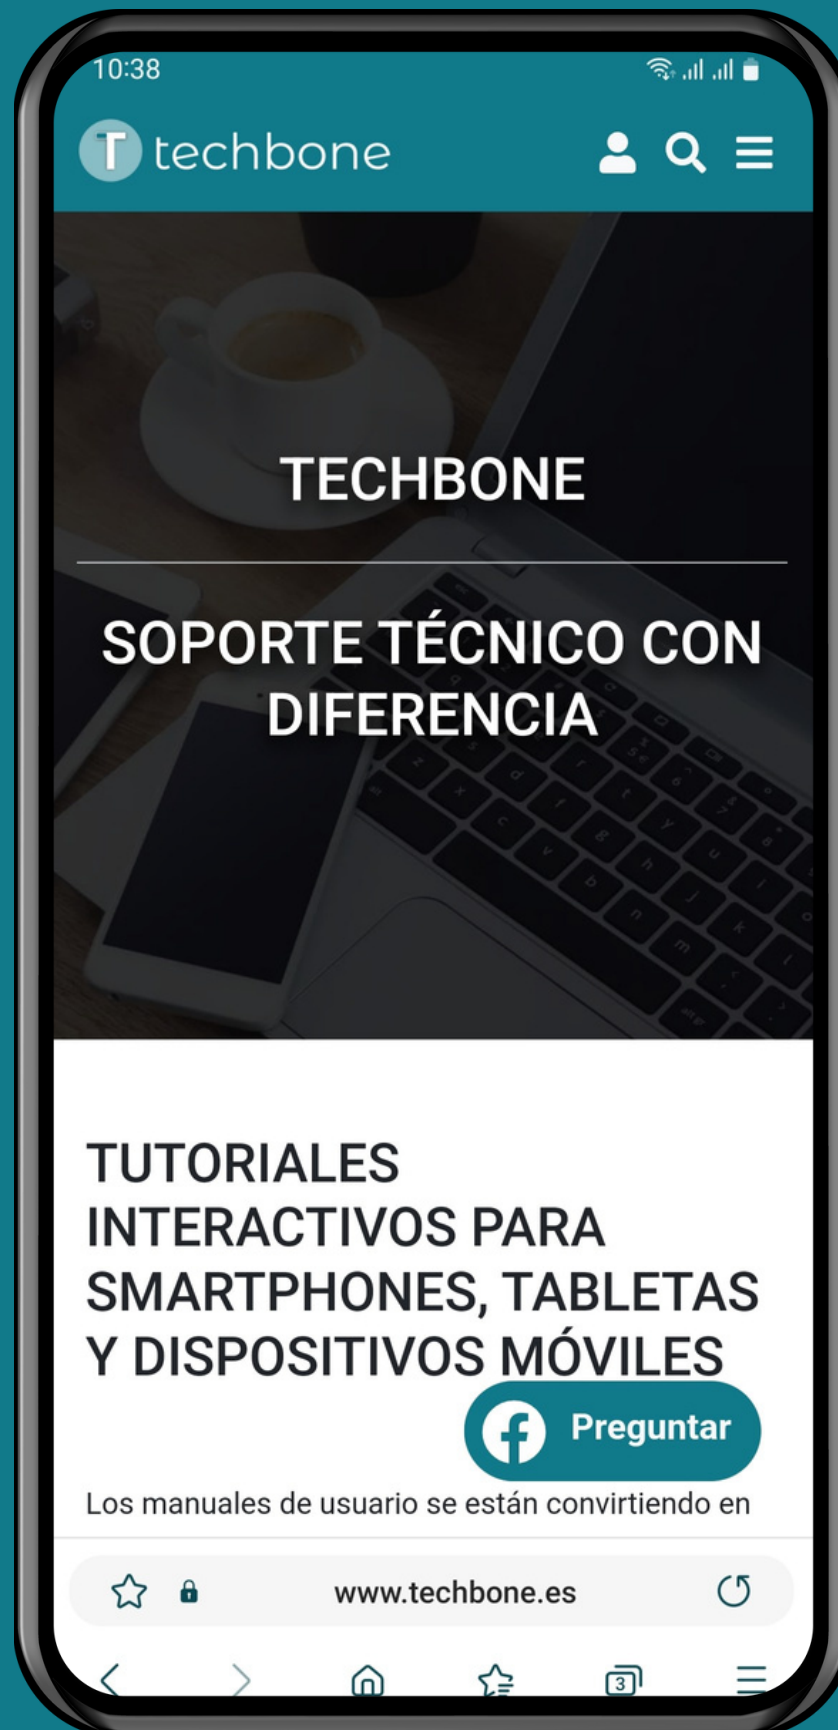 10:38
T techbone
TECHBONE
SOPORTE TÉCNICO CON
DIFERENCIA
TUTORIALES
INTERACTIVOS PARA
SMARTPHONES, TABLETAS
Y DISPOSITIVOS MÓVILES
Preguntar
Los manuales de usuario se están convirtiendo en
www.techbone.es
3